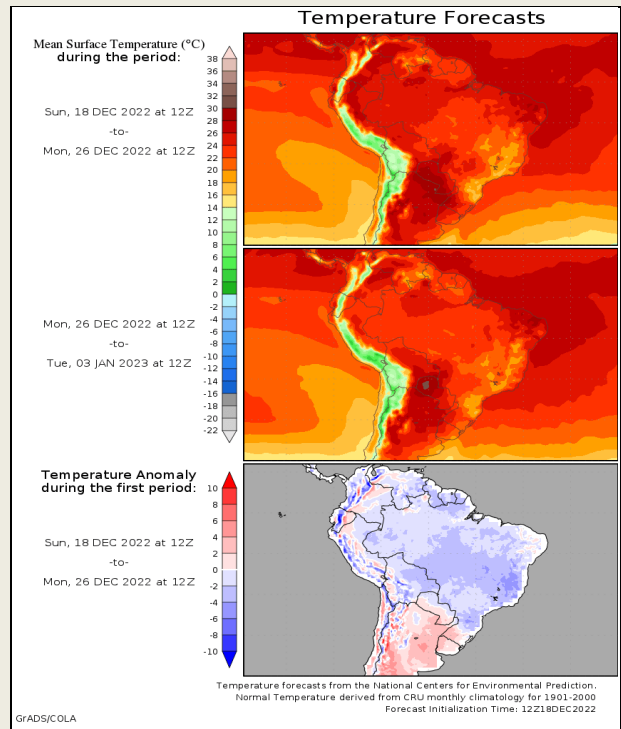 Temperature Forecasts
Mean Surface Temperature (°C)
during the period:
Sun, 18 DEC 2022 at 12Z
-to-
Mon, 26 DEC 2022 at 12Z
Mon, 26 DEC 2022 at 12Z
-to-
Tue, 03 JAN 2023 at 12Z
38
36
34
32
30
28
26
24
22
20
18
16
14
12
10
8
6
4
2
0
-2
-4
-6
-8
-10
-12
-14
-16
-18
-20
-22
Temperature Anomaly
during the first period:
Sun, 18 DEC 2022 at 12Z
-to-
Mon, 26 DEC 2022 at 12Z
10
8
6
4
2
0
-2
-4
-6
-8
-10
Temperature forecasts from the National Centers for Environmental Prediction.
Normal Temperature derived from CRU monthly climatology for 1901-2000
Forecast Initialization Time: 12Z18DEC2022
GrADS/COLA